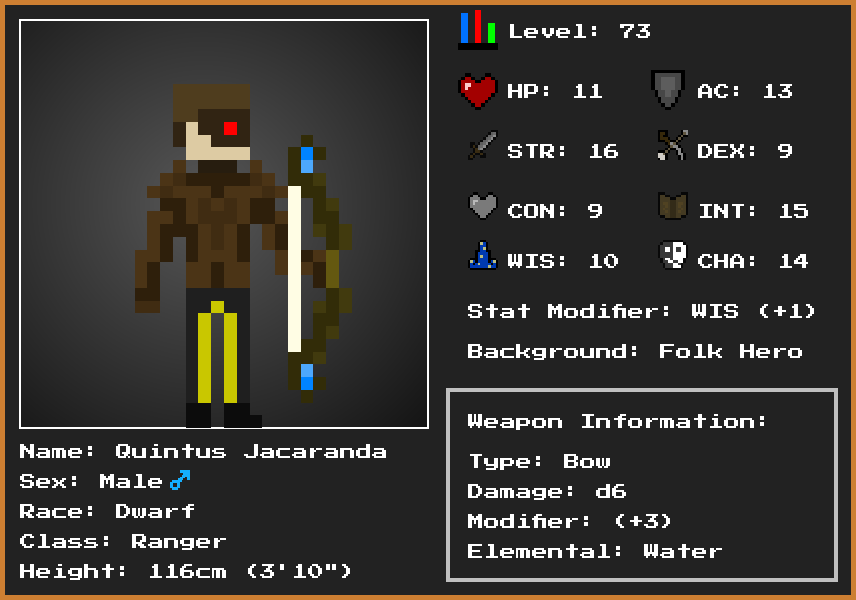 Level: 73
HP: 11
AC: 13
STR: 16
DEX: 9
CON: 9
INT: 15
WIS: 10
CHA: 14
Stat Modifier: WIS (+1)
Background: Folk Hero
Weapon Information:
Type: Bow
Damage: d6
Modifier: (+3)
Elemental: Water
Name: Quintus Jacaranda
Sex: Male♂
Race: Dwarf
Class: Ranger
Height: 116cm (3'10")